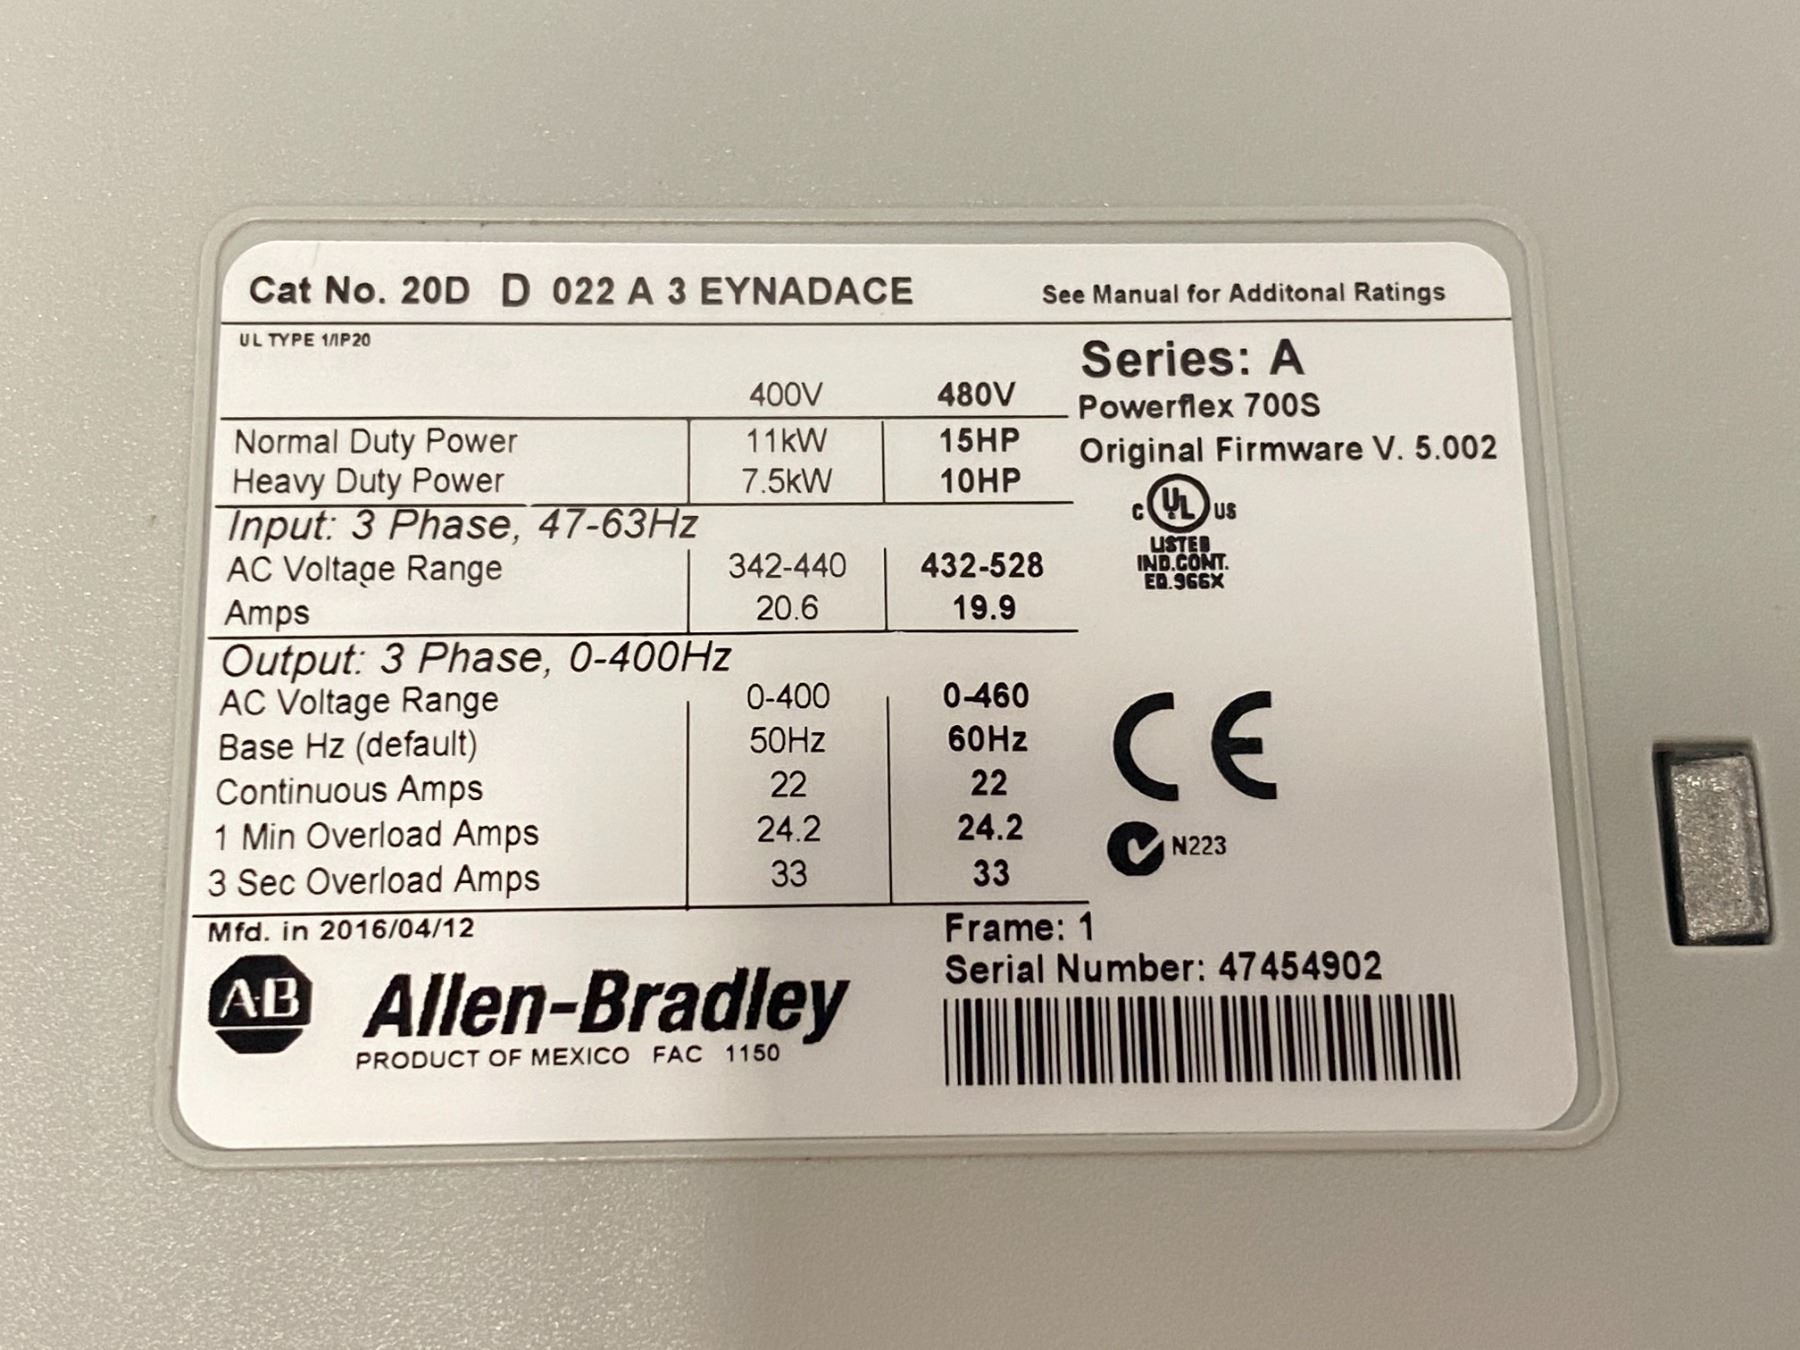 Cat No. 20D D 022 A 3 EYNADACE
See Manual for Additonal Ratings
UL TYPE 1/IP20
400V 480V
Normal Duty Power 11kW 15HP
Heavy Duty Power 7.5kW 10HP
Input: 3 Phase, 47-63Hz
AC Voltage Range 342-440 432-528
Amps 20.6 19.9
Output: 3 Phase, 0-400Hz
AC Voltage Range 0-400 0-460
Base Hz (default) 50Hz 60Hz
Continuous Amps 22 22
1 Min Overload Amps 24.2 24.2
3 Sec Overload Amps 33 33
Mfd. in 2016/04/12
A-B Allen-Bradley
PRODUCT OF MEXICO FAC 1150
Series: A
Powerflex 700S
Original Firmware V. 5.002
C UL US
LISTED
IND.CONT.
EQ.966X
CE
N223
Frame: 1
Serial Number: 47454902